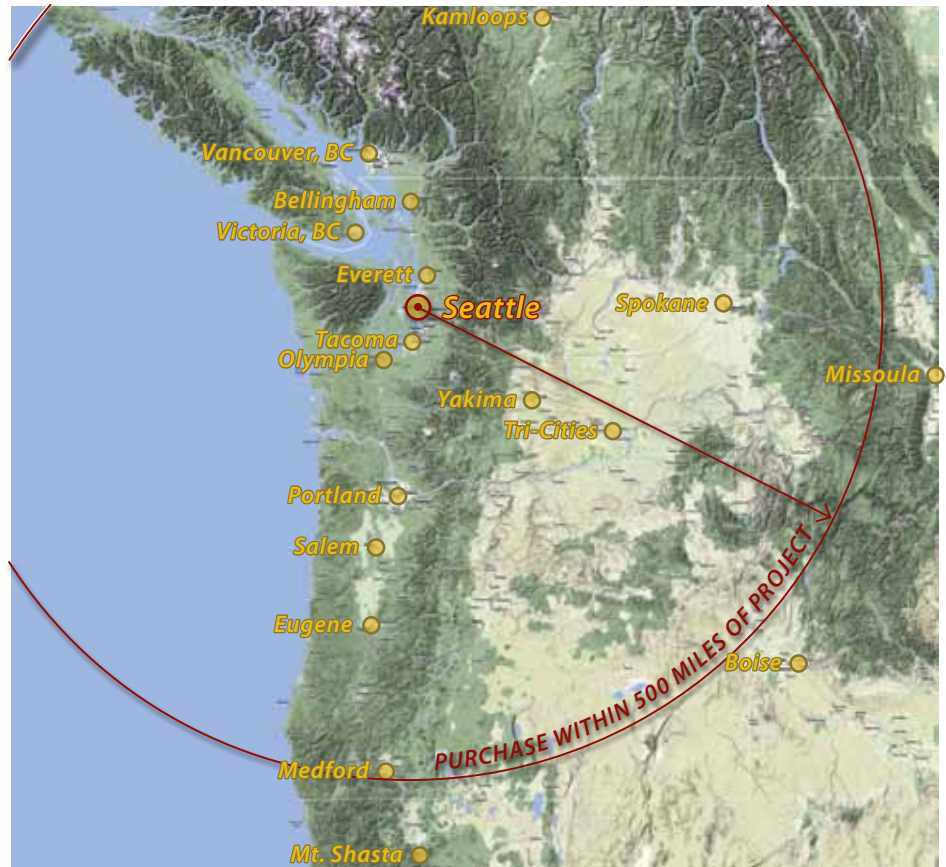 Kamloops
Vancouver, BC
Bellingham
Victoria, BC
Everett
Seattle
Spokane
Tacoma
Olympia
Missoula
Yakima
Tri-Cities
Portland
Salem
Eugene
Boise
PURCHASE WITHIN 500 MILES OF PROJECT
Medford
Mt. Shasta